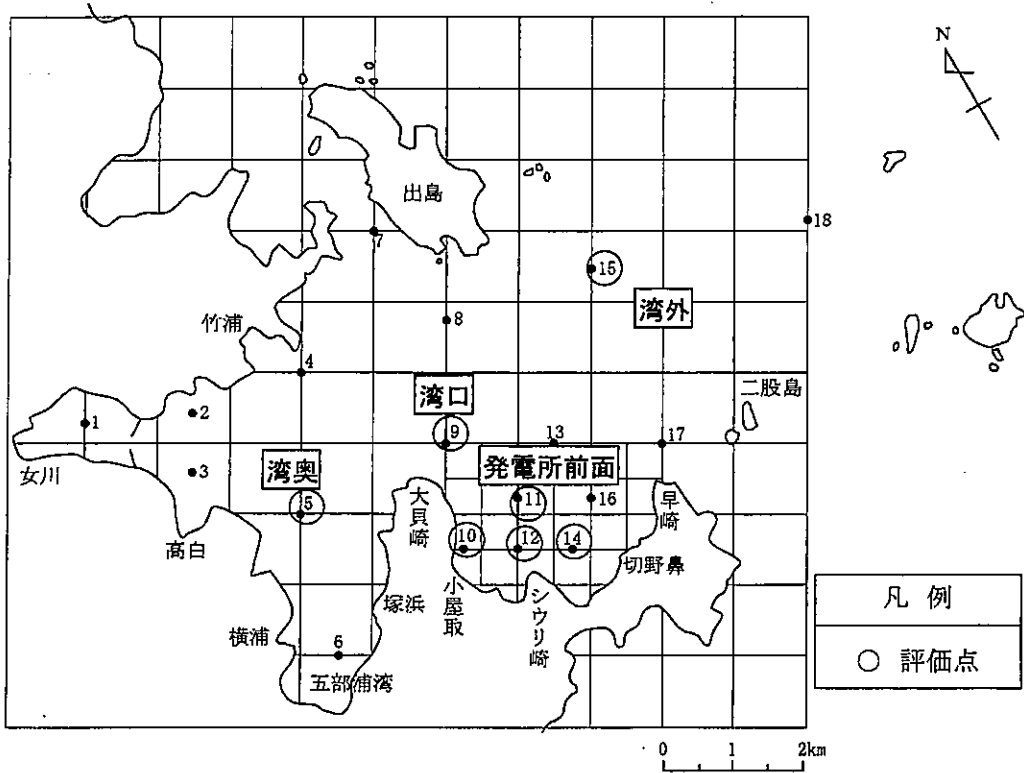 N
出島
18
7
15
湾外
8
竹浦
4
二股島
湾口
2
1
9
13
17
女川
3
湾奥
発電所前面
大貝崎
11
16
早崎
5
高白
10
12
14
切野鼻
小屋取
シウリ崎
塚浜
凡例
横浦
6
○ 評価点
五部浦湾
0 1 2km